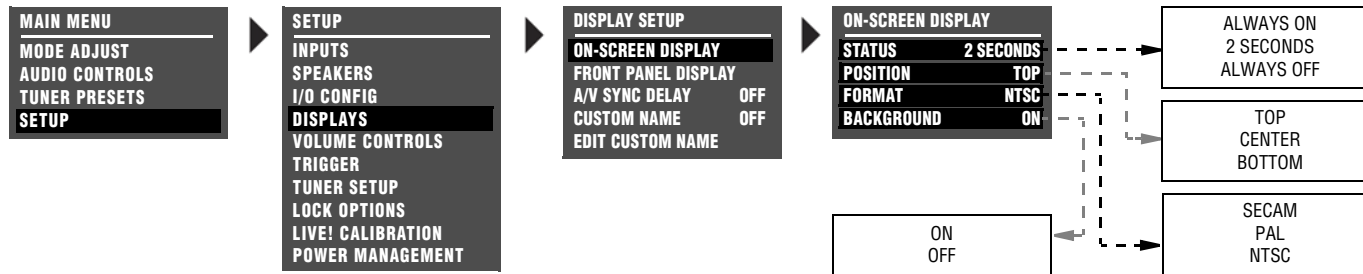 MAIN MENU
MODE ADJUST
AUDIO CONTROLS
TUNER PRESETS
SETUP
SETUP
INPUTS
SPEAKERS
I/O CONFIG
DISPLAYS
VOLUME CONTROLS
TRIGGER
TUNER SETUP
LOCK OPTIONS
LIVE! CALIBRATION
POWER MANAGEMENT
DISPLAY SETUP
ON-SCREEN DISPLAY
FRONT PANEL DISPLAY
A/V SYNC DELAY OFF
CUSTOM NAME OFF
EDIT CUSTOM NAME
ON-SCREEN DISPLAY
STATUS 2 SECONDS
POSITION TOP
FORMAT NTSC
BACKGROUND ON
ALWAYS ON
2 SECONDS
ALWAYS OFF
TOP
CENTER
BOTTOM
SECAM
PAL
NTSC
ON
OFF